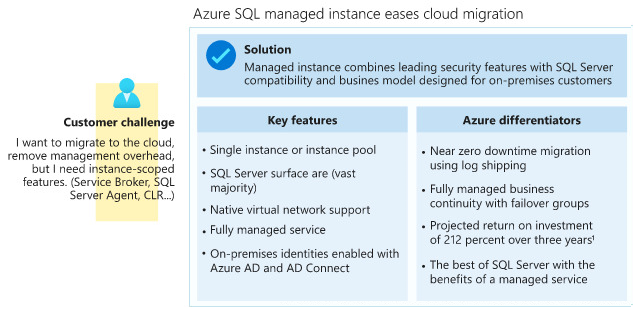 Azure SQL managed instance eases cloud migration
Solution
Managed instance combines leading security features with SQL Server
compatibility and busines model designed for on-premises customers
Customer challenge
I want to migrate to the cloud,
remove management overhead,
but I need instance-scoped
features. (Service Broker, SQL
Server Agent, CLR...)
Key features
• Single instance or instance pool
• SQL Server surface are (vast
majority)
• Native virtual network support
• Fully managed service
• On-premises identities enabled with
Azure AD and AD Connect
Azure differentiators
• Near zero downtime migration
using log shipping
• Fully managed business
continuity with failover groups
• Projected return on investment
of 212 percent over three years¹
• The best of SQL Server with the
benefits of a managed service